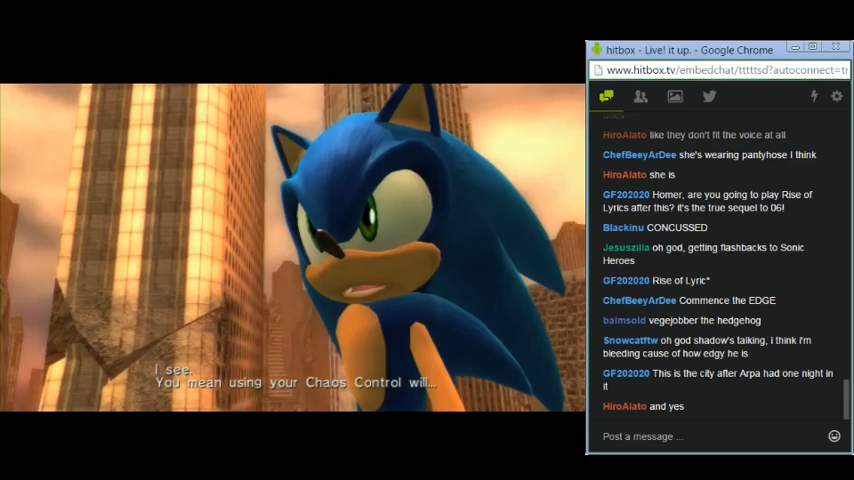 hitbox - Live! it up. - Google Chrome
www.hitbox.tv/embedchat/tttttsd?autoconnect=tr
HiroAlato like they don't fit the voice at all
ChefBeeyArDee she's wearing pantyhose I think
HiroAlato she is
GF202020 Homer, are you going to play Rise of
Lyrics after this? it's the true sequel to 06!
Blackinu CONCUSSED
Jesuszilla oh god, getting flashbacks to Sonic
Heroes
GF202020 Rise of Lyric*
ChefBeeyArDee Commence the EDGE
balmsold vegejobber the hedgehog
Snowcatftw oh god shadow's talking, i think i'm
bleeding cause of how edgy he is
GF202020 This is the city after Arpa had one night in
it
HiroAlato and yes
Post a message ...
I see.
You mean using your Chaos Control will...